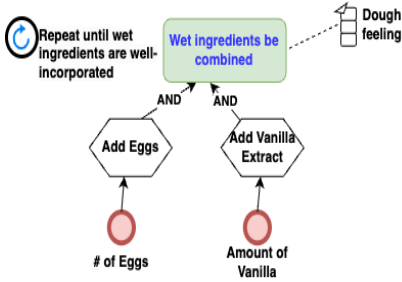 Repeat until wet
ingredients are well-
incorporated
Wet ingredients be
combined
Dough
feeling
AND
AND
Add Eggs
Add Vanilla
Extract
# of Eggs
Amount of
Vanilla